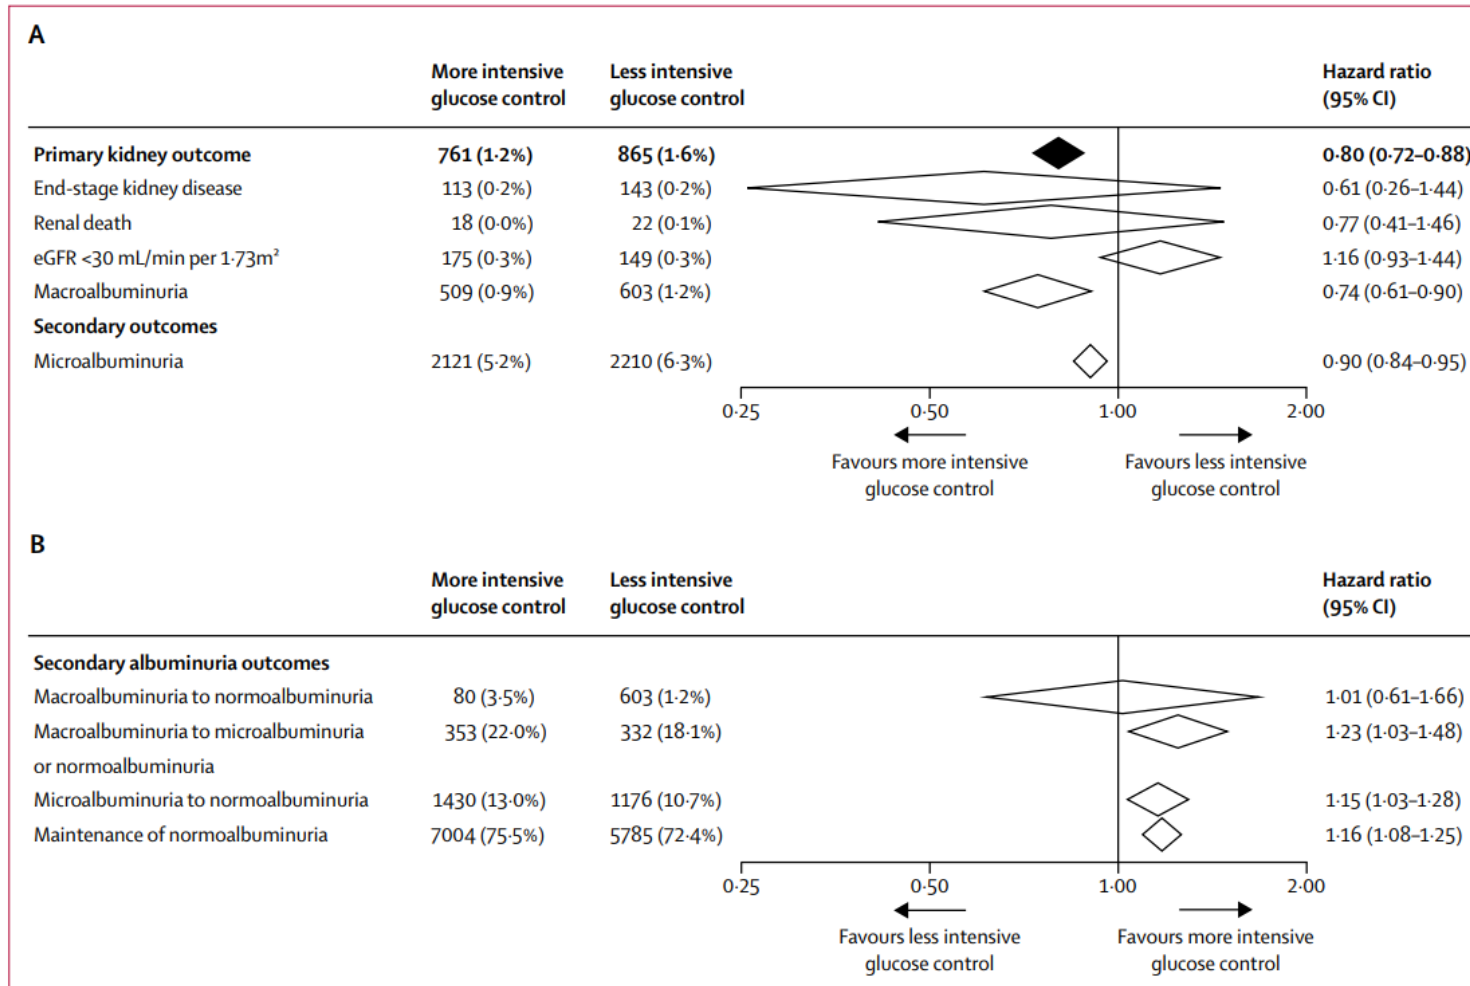 A
More intensive glucose control Less intensive glucose control Hazard ratio (95% CI)
Primary kidney outcome 761 (1·2%) 865 (1·6%) 0·80 (0·72–0·88)
End-stage kidney disease 113 (0·2%) 143 (0·2%) 0·61 (0·26–1·44)
Renal death 18 (0·0%) 22 (0·1%) 0·77 (0·41–1·46)
eGFR <30 mL/min per 1·73m² 175 (0·3%) 149 (0·3%) 1·16 (0·93–1·44)
Macroalbuminuria 509 (0·9%) 603 (1·2%) 0·74 (0·61–0·90)
Secondary outcomes
Microalbuminuria 2121 (5·2%) 2210 (6·3%) 0·90 (0·84–0·95)
0·25 0·50 1·00 2·00
Favours more intensive glucose control Favours less intensive glucose control
B
More intensive glucose control Less intensive glucose control Hazard ratio (95% CI)
Secondary albuminuria outcomes
Macroalbuminuria to normoalbuminuria 80 (3·5%) 603 (1·2%) 1·01 (0·61–1·66)
Macroalbuminuria to microalbuminuria 353 (22·0%) 332 (18·1%) 1·23 (1·03–1·48)
or normoalbuminuria
Microalbuminuria to normoalbuminuria 1430 (13·0%) 1176 (10·7%) 1·15 (1·03–1·28)
Maintenance of normoalbuminuria 7004 (75·5%) 5785 (72·4%) 1·16 (1·08–1·25)
0·25 0·50 1·00 2·00
Favours less intensive glucose control Favours more intensive glucose control